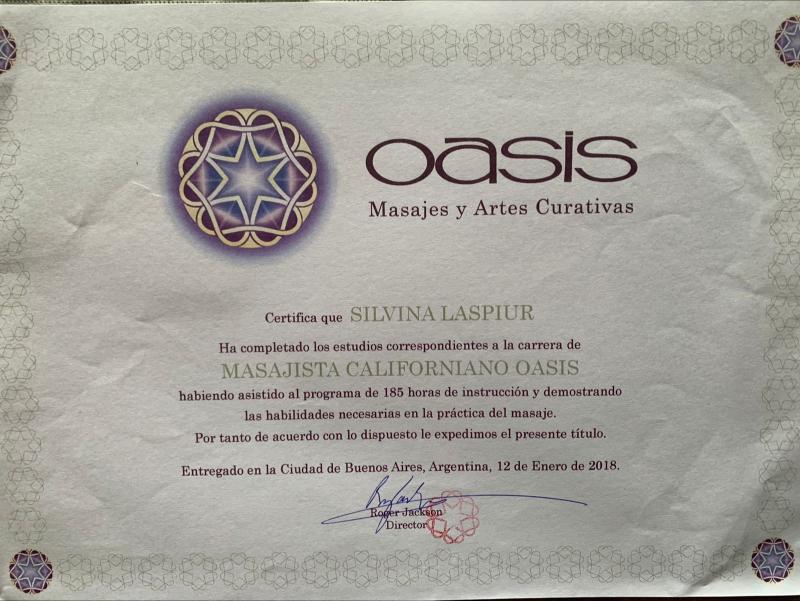 oasis
Masajes y Artes Curativas
Certifica que SILVINA LASPIUR
Ha completado los estudios correspondientes a la carrera de
MASAJISTA CALIFORNIANO OASIS
habiendo asistido al programa de 185 horas de instrucción y demostrando
las habilidades necesarias en la práctica del masaje.
Por tanto de acuerdo con lo dispuesto le expedimos el presente título.
Entregado en la Ciudad de Buenos Aires, Argentina, 12 de Enero de 2018.
Roger Jackson
Director